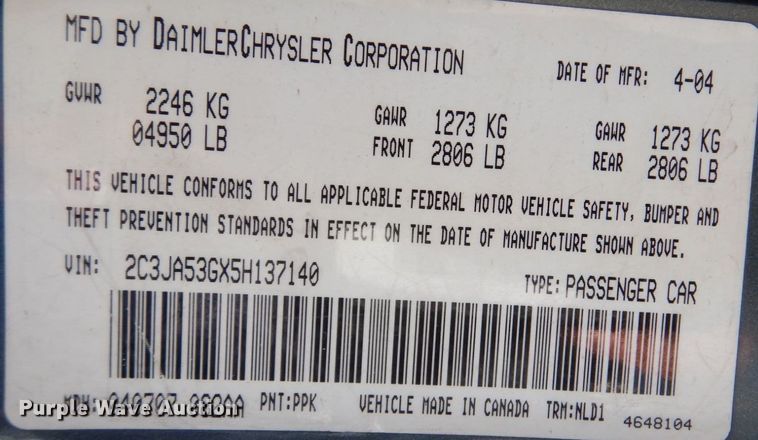 MFD BY DAIMLERCHRYSLER CORPORATION DATE OF MFR: 4-04
GVWR 2246 KG GAWR 1273 KG GAWR 1273 KG
04950 LB FRONT 2806 LB REAR 2806 LB
THIS VEHICLE CONFORMS TO ALL APPLICABLE FEDERAL MOTOR VEHICLE SAFETY, BUMPER AND
THEFT PREVENTION STANDARDS IN EFFECT ON THE DATE OF MANUFACTURE SHOWN ABOVE.
VIN: 2C3JA53GX5H137140 TYPE: PASSENGER CAR
PNT:PPK VEHICLE MADE IN CANADA TRM:NLD1
4648104
Purple Wave Auction